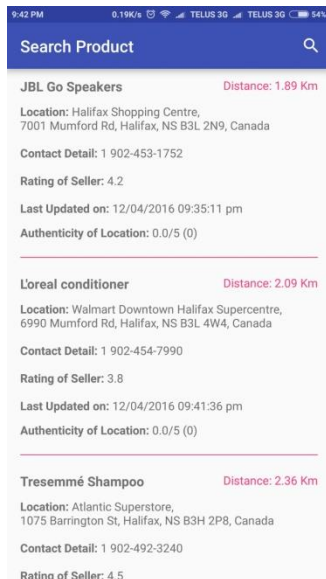 9:42 PM 0.19K/s TELUS 3G TELUS 3G 54%
Search Product
JBL Go Speakers Distance: 1.89 Km
Location: Halifax Shopping Centre,
7001 Mumford Rd, Halifax, NS B3L 2N9, Canada
Contact Detail: 1 902-453-1752
Rating of Seller: 4.2
Last Updated on: 12/04/2016 09:35:11 pm
Authenticity of Location: 0.0/5 (0)
L'oreal conditioner Distance: 2.09 Km
Location: Walmart Downtown Halifax Supercentre,
6990 Mumford Rd, Halifax, NS B3L 4W4, Canada
Contact Detail: 1 902-454-7990
Rating of Seller: 3.8
Last Updated on: 12/04/2016 09:41:36 pm
Authenticity of Location: 0.0/5 (0)
Tresemmé Shampoo Distance: 2.36 Km
Location: Atlantic Superstore,
1075 Barrington St, Halifax, NS B3H 2P8, Canada
Contact Detail: 1 902-492-3240
Rating of Seller: 4.5